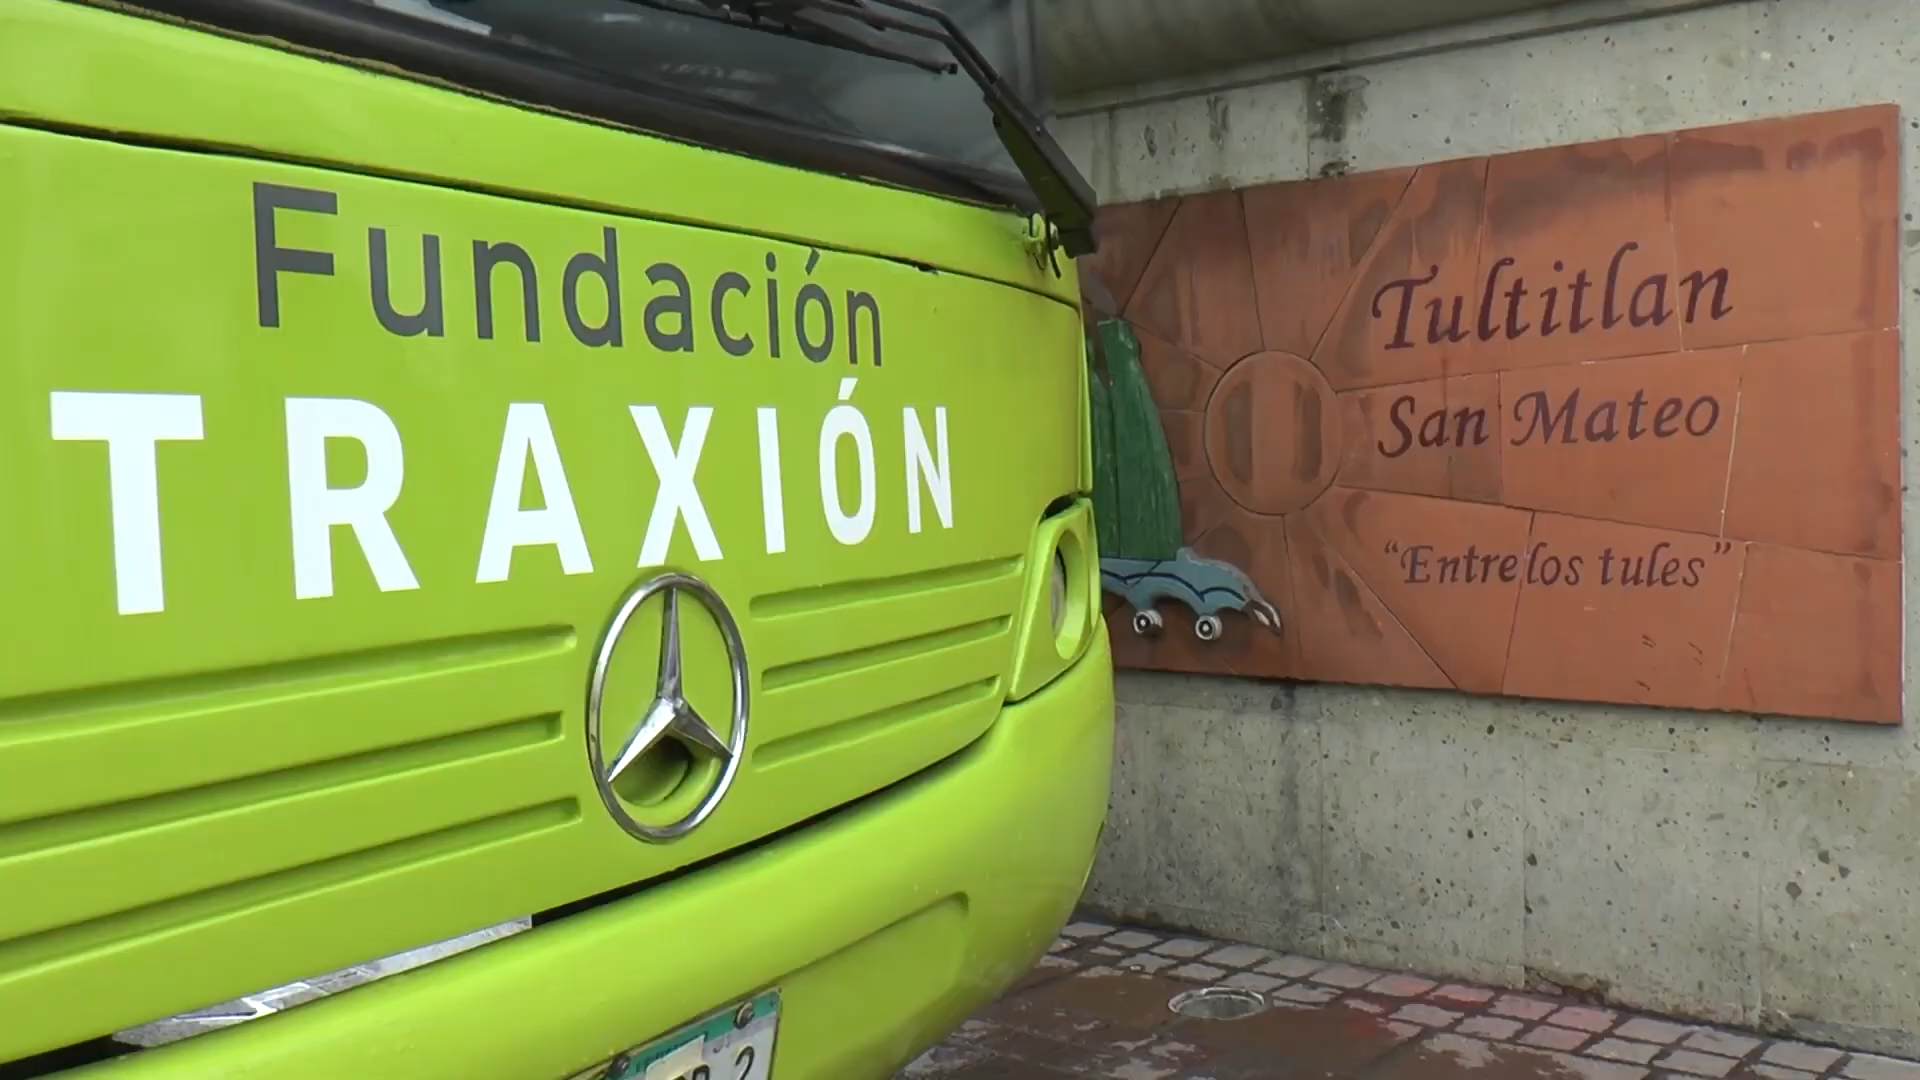 Fundación
TRAXIÓN
Tultitlan
San Mateo
“Entre los tules”